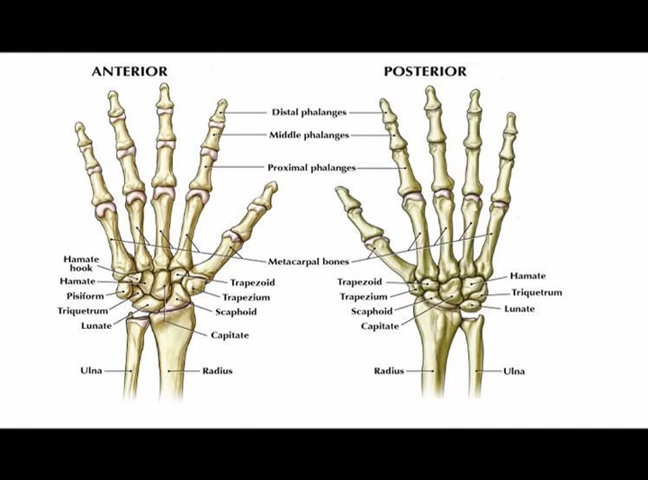 ANTERIOR
POSTERIOR
Distal phalanges
Middle phalanges
Proximal phalanges
Metacarpal bones
Hamate
hook
Hamate
Pisiform
Triquetrum
Lunate
Ulna
Trapezoid
Trapezium
Scaphoid
Capitate
Radius
Trapezoid
Trapezium
Scaphoid
Capitate
Radius
Hamate
Triquetrum
Lunate
Ulna